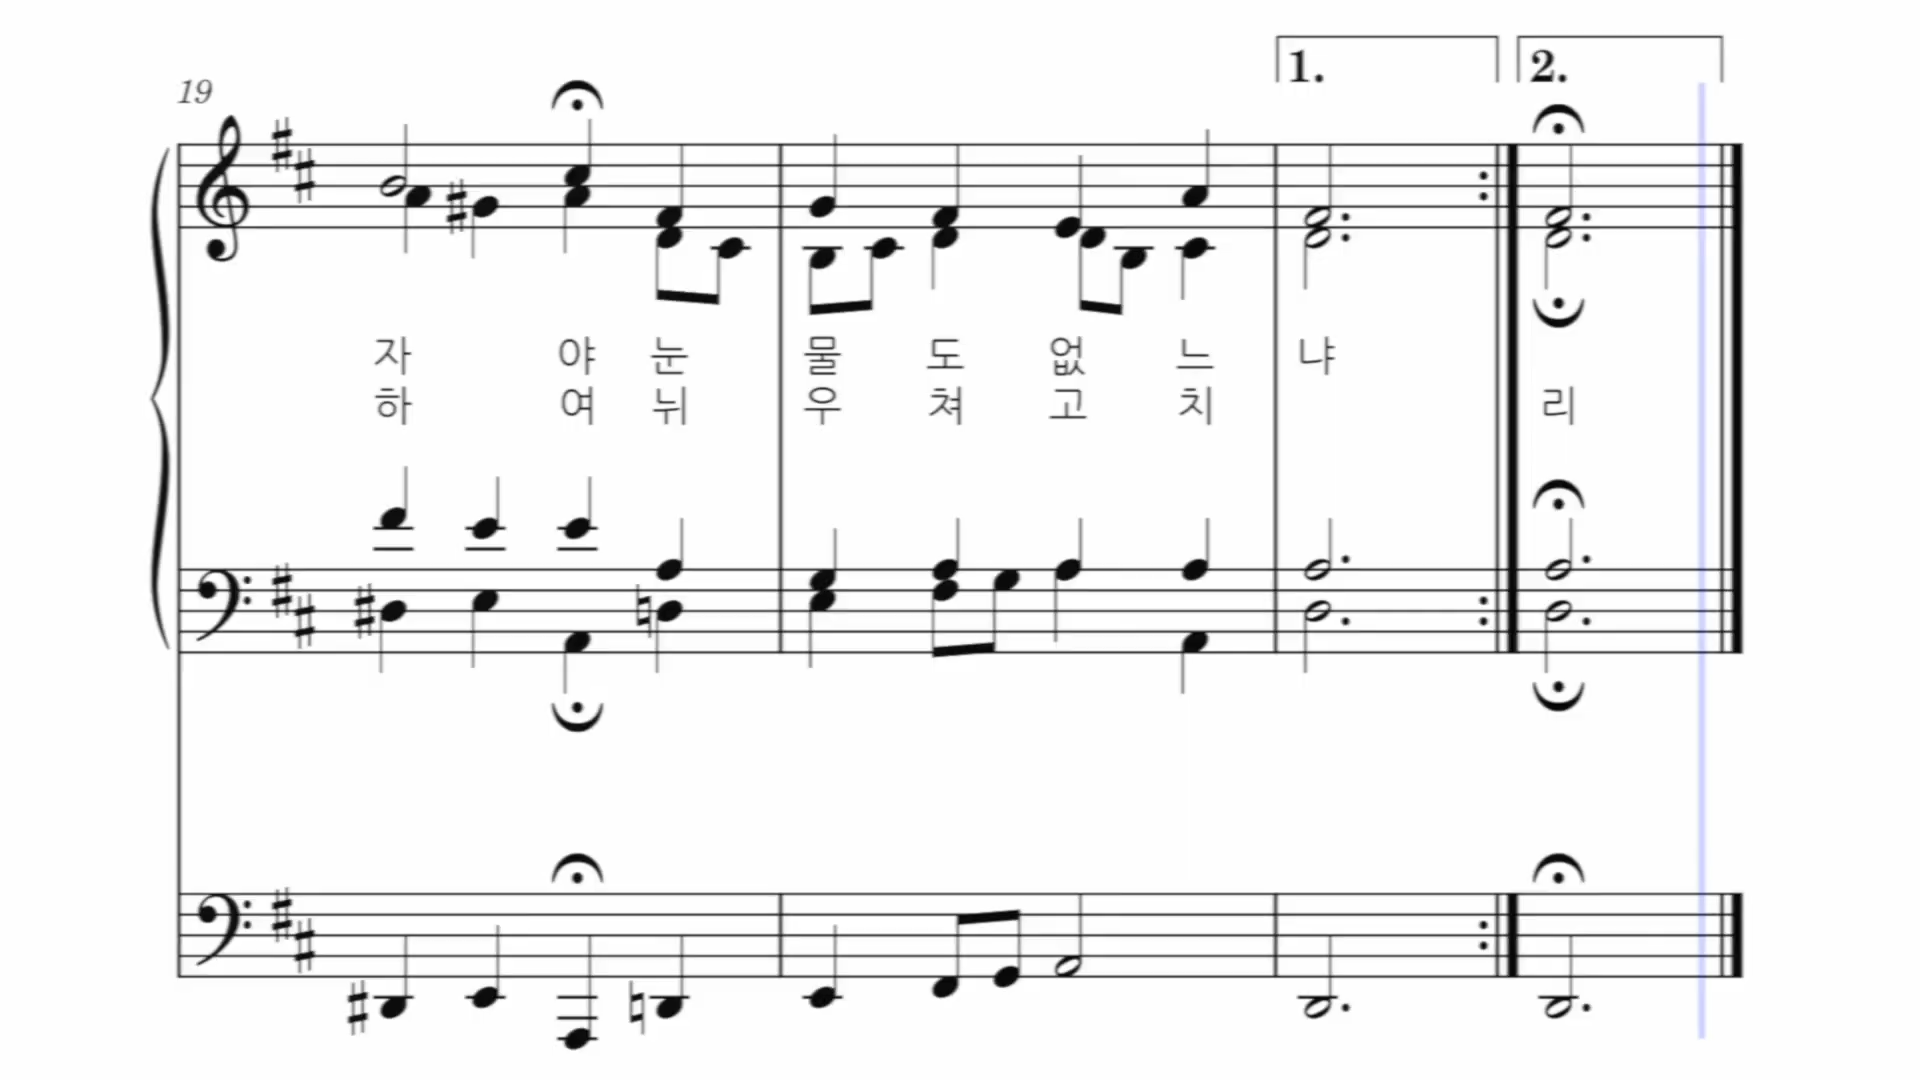 1. 2.
19
자 야 눈 물 도 없 느 냐
하 여 뉘 우 쳐 고 치 리